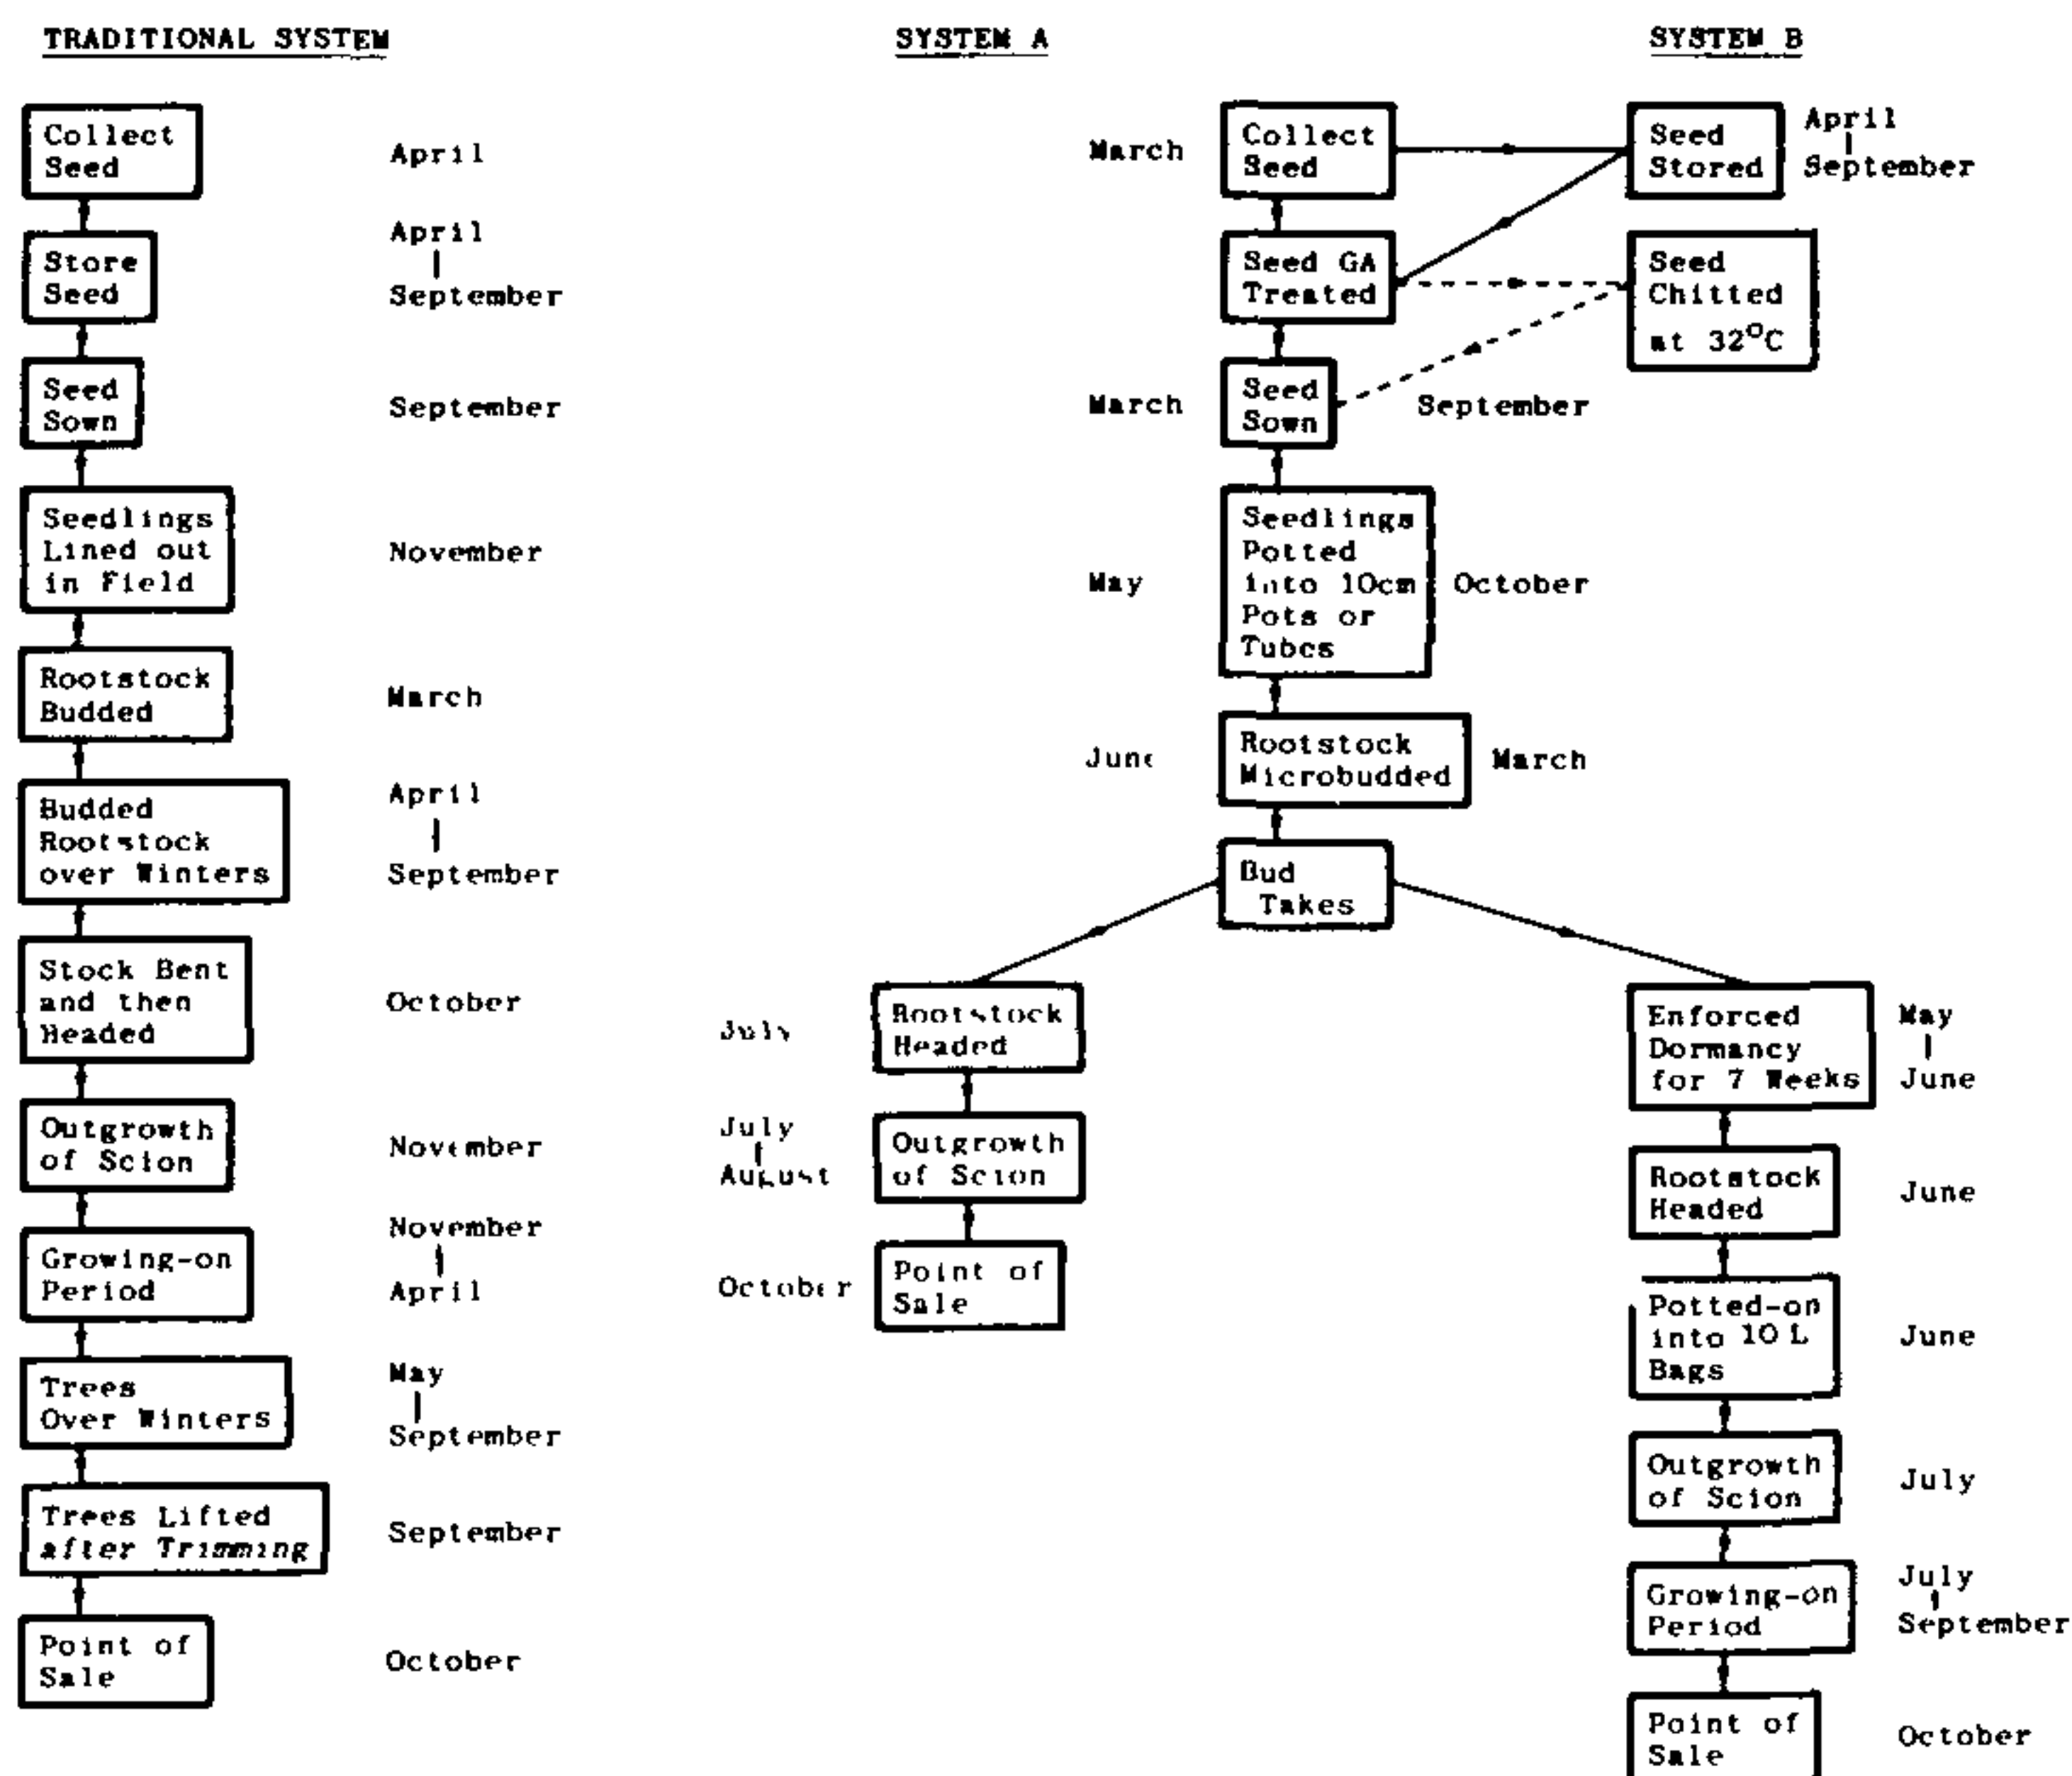 TRADITIONAL SYSTEM
Collect
Seed
April
Store
Seed
April
September
Seed
Sown
September
Seedlings
Lined out
in Field
November
Rootstock
Budded
March
Budded
Rootstock
over Winters
April
September
Stock Bent
and then
Headed
October
Outgrowth
of Scion
November
Growing-on
Period
November
April
Trees
Over Winters
May
September
Trees Lifted
after Trimming
September
Point of
Sale
October
SYSTEM A
SYSTEM B
March
Collect
Seed
Seed
Stored
April
September
Seed GA
Treated
Seed
Chitted
at 32°C
March
Seed
Sown
September
May
Seedlings
Potted
into 10cm
Pots or
Tubes
October
June
Rootstock
Microbudded
March
Bud
Takes
July
Rootstock
Headed
July
August
Outgrowth
of Scion
October
Point of
Sale
Enforced
Dormancy
for 7 Weeks
May
June
Rootstock
Headed
June
Potted-on
into 10 L
Bags
June
Outgrowth
of Scion
July
Growing-on
Period
July
September
Point of
Sale
October